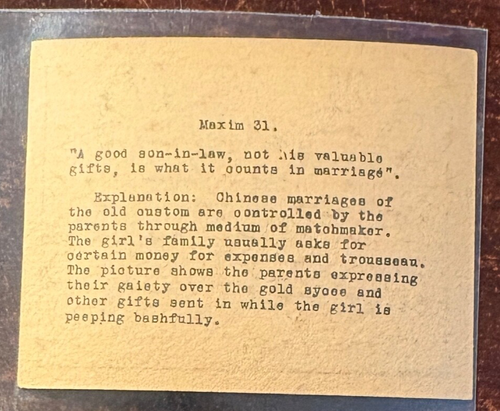 Maxim 31.
"A good son-in-law, not his valuable
gifts, is what it counts in marriage".
Explanation: Chinese marriages of
the old custom are controlled by the
parents through medium of matchmaker.
The girl's family usually asks for
certain money for expenses and trousseau.
The picture shows the parents expressing
their gaiety over the gold sycee and
other gifts sent in while the girl is
peeping bashfully.